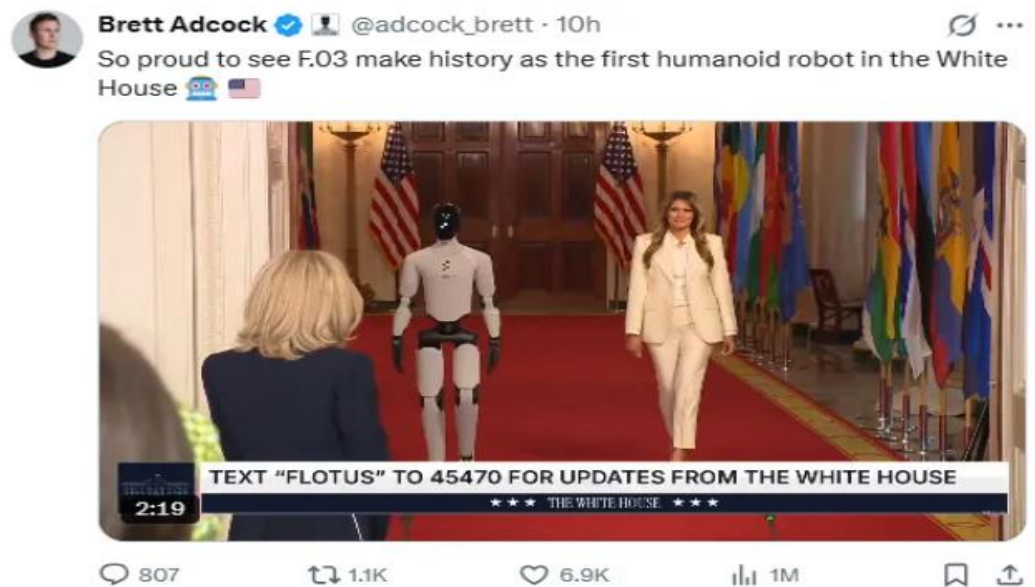 Brett Adcock @adcock_brett · 10h
So proud to see F.03 make history as the first humanoid robot in the White
House 🤖 🇺🇸
TEXT “FLOTUS” TO 45470 FOR UPDATES FROM THE WHITE HOUSE
★ ★ ★ THE WHITE HOUSE ★ ★ ★
2:19
807 1.1K 6.9K 1M